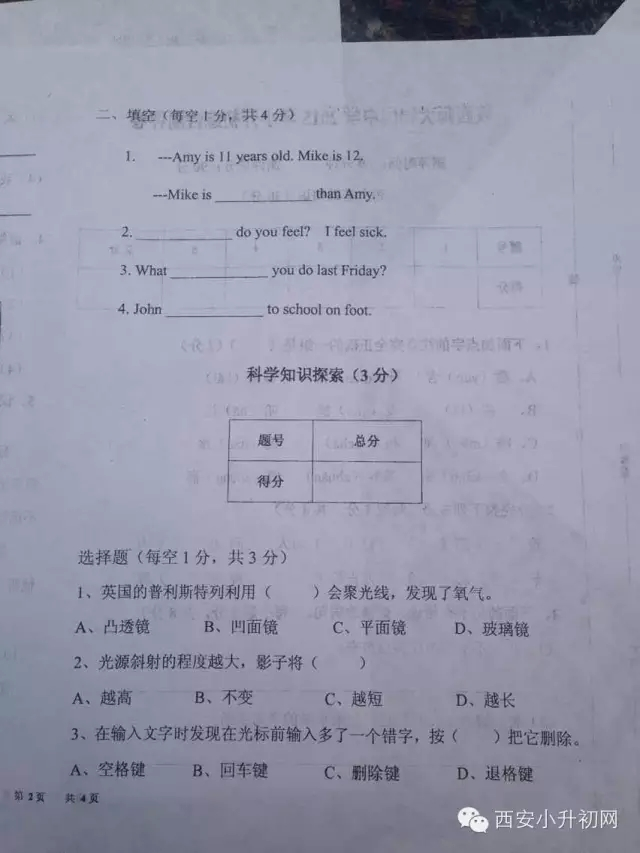 二、填空（每空1分，共4分）
1. ---Amy is 11 years old. Mike is 12.
---Mike is ____________ than Amy.
2. ____________ do you feel? I feel sick.
3. What ____________ you do last Friday?
4. John ____________ to school on foot.
科学知识探索（3分）
题号 总分
得分
选择题（每空1分，共3分）
1、英国的普利斯特列利用（ ）会聚光线，发现了氧气。
A、凸透镜 B、凹面镜 C、平面镜 D、玻璃镜
2、光源斜射的程度越大，影子将（ ）
A、越高 B、不变 C、越短 D、越长
3、在输入文字时发现在光标前输入多了一个错字，按（ ）把它删除。
A、空格键 B、回车键 C、删除键 D、退格键
第2页 共4页
西安小升初网